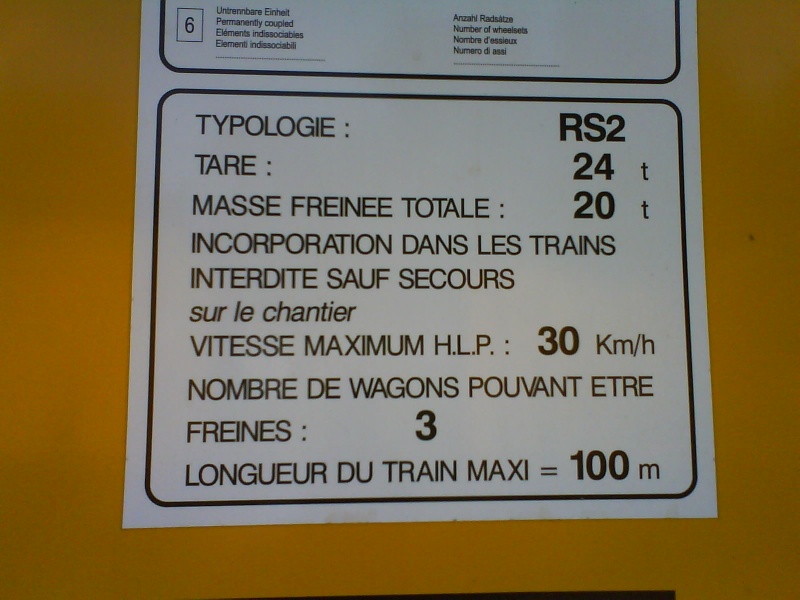 6
Untrennbare Einheit
Permanently coupled
Eléments indissociables
Elementi indissociabili
Anzahl Radsätze
Number of wheelsets
Nombre d'essieux
Numero di assi
TYPOLOGIE : RS2
TARE : 24 t
MASSE FREINEE TOTALE : 20 t
INCORPORATION DANS LES TRAINS
INTERDITE SAUF SECOURS
sur le chantier
VITESSE MAXIMUM H.L.P. : 30 Km/h
NOMBRE DE WAGONS POUVANT ETRE
FREINES : 3
LONGUEUR DU TRAIN MAXI = 100 m